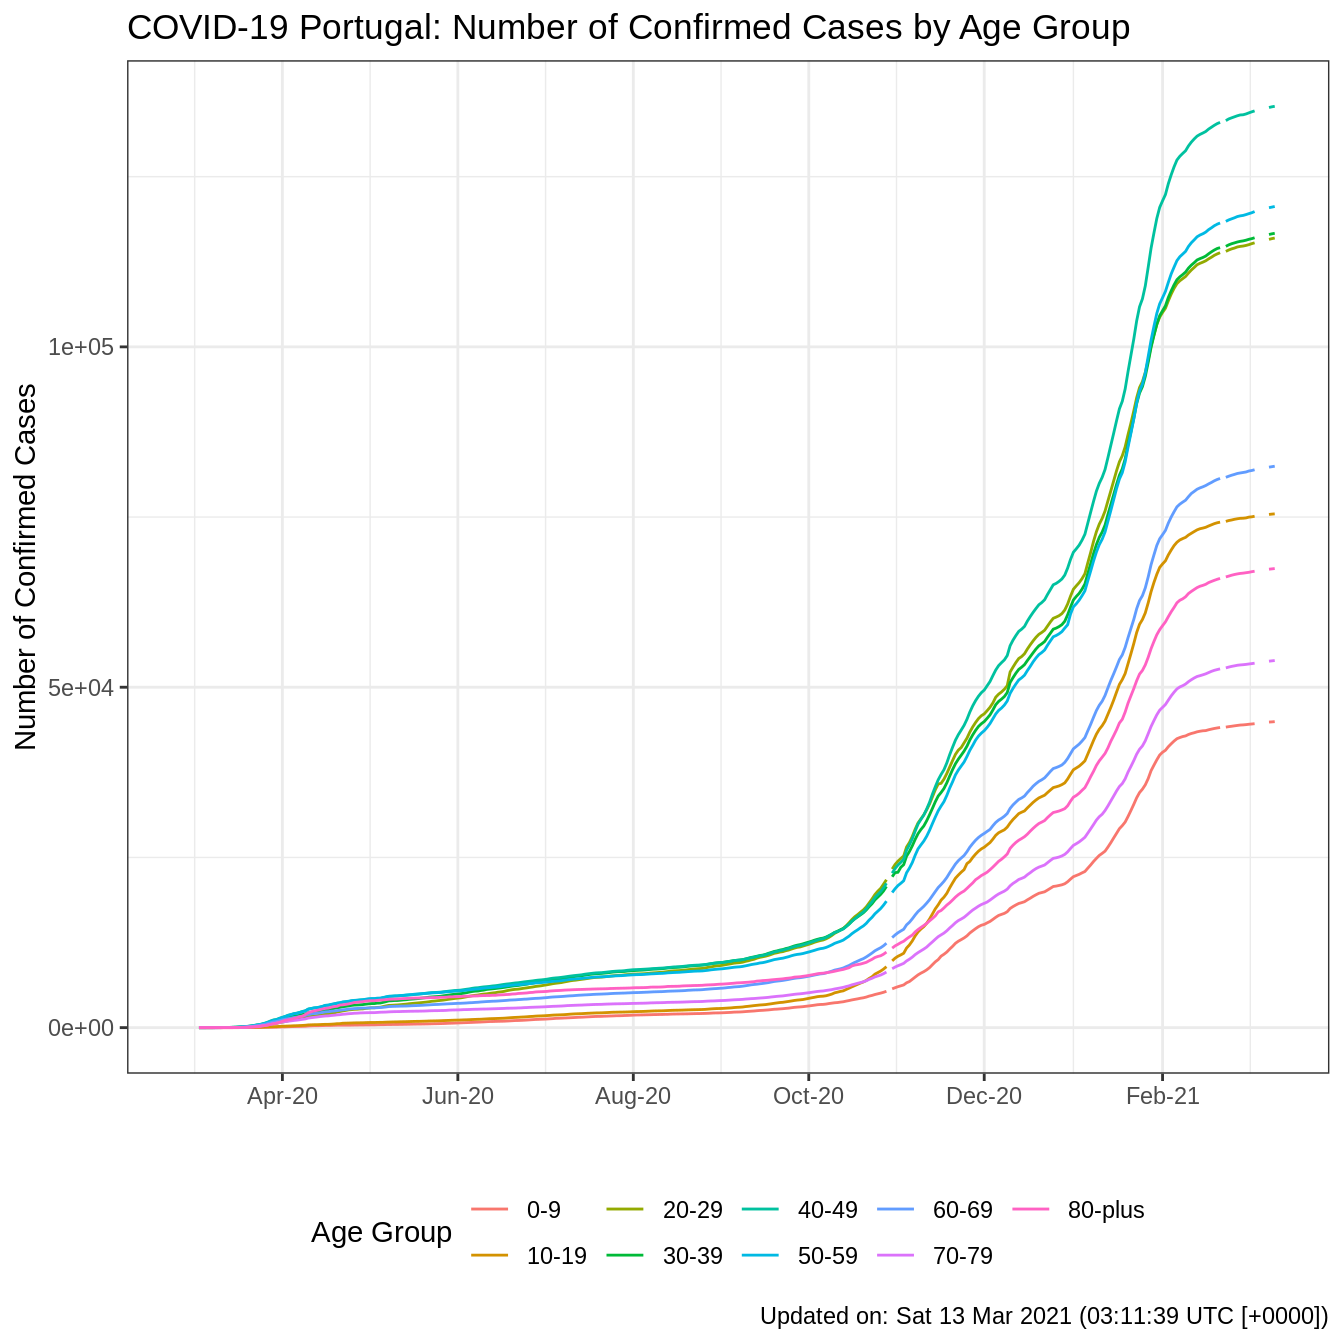 COVID-19 Portugal: Number of Confirmed Cases by Age Group
Number of Confirmed Cases
1e+05
5e+04
0e+00
Apr-20 Jun-20 Aug-20 Oct-20 Dec-20 Feb-21
Age Group
0-9 20-29 40-49 60-69 80-plus
10-19 30-39 50-59 70-79
Updated on: Sat 13 Mar 2021 (03:11:39 UTC [+0000])